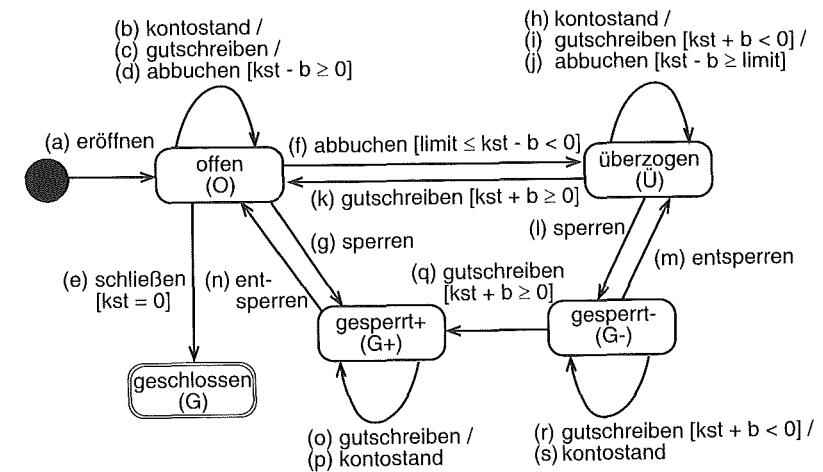 (b) kontostand /
(c) gutschreiben /
(d) abbuchen [kst - b ≥ 0]
(h) kontostand /
(i) gutschreiben [kst + b < 0] /
(j) abbuchen [kst - b ≥ limit]
(a) eröffnen
offen
(O)
(f) abbuchen [limit ≤ kst - b < 0]
überzogen
(Ü)
(k) gutschreiben [kst + b ≥ 0]
(g) sperren
(l) sperren
(m) entsperren
(e) schließen
[kst = 0]
(n) ent-
sperren
(q) gutschreiben
[kst + b ≥ 0]
gesperrt+
(G+)
gesperrt-
(G-)
geschlossen
(G)
(o) gutschreiben /
(p) kontostand
(r) gutschreiben [kst + b < 0] /
(s) kontostand